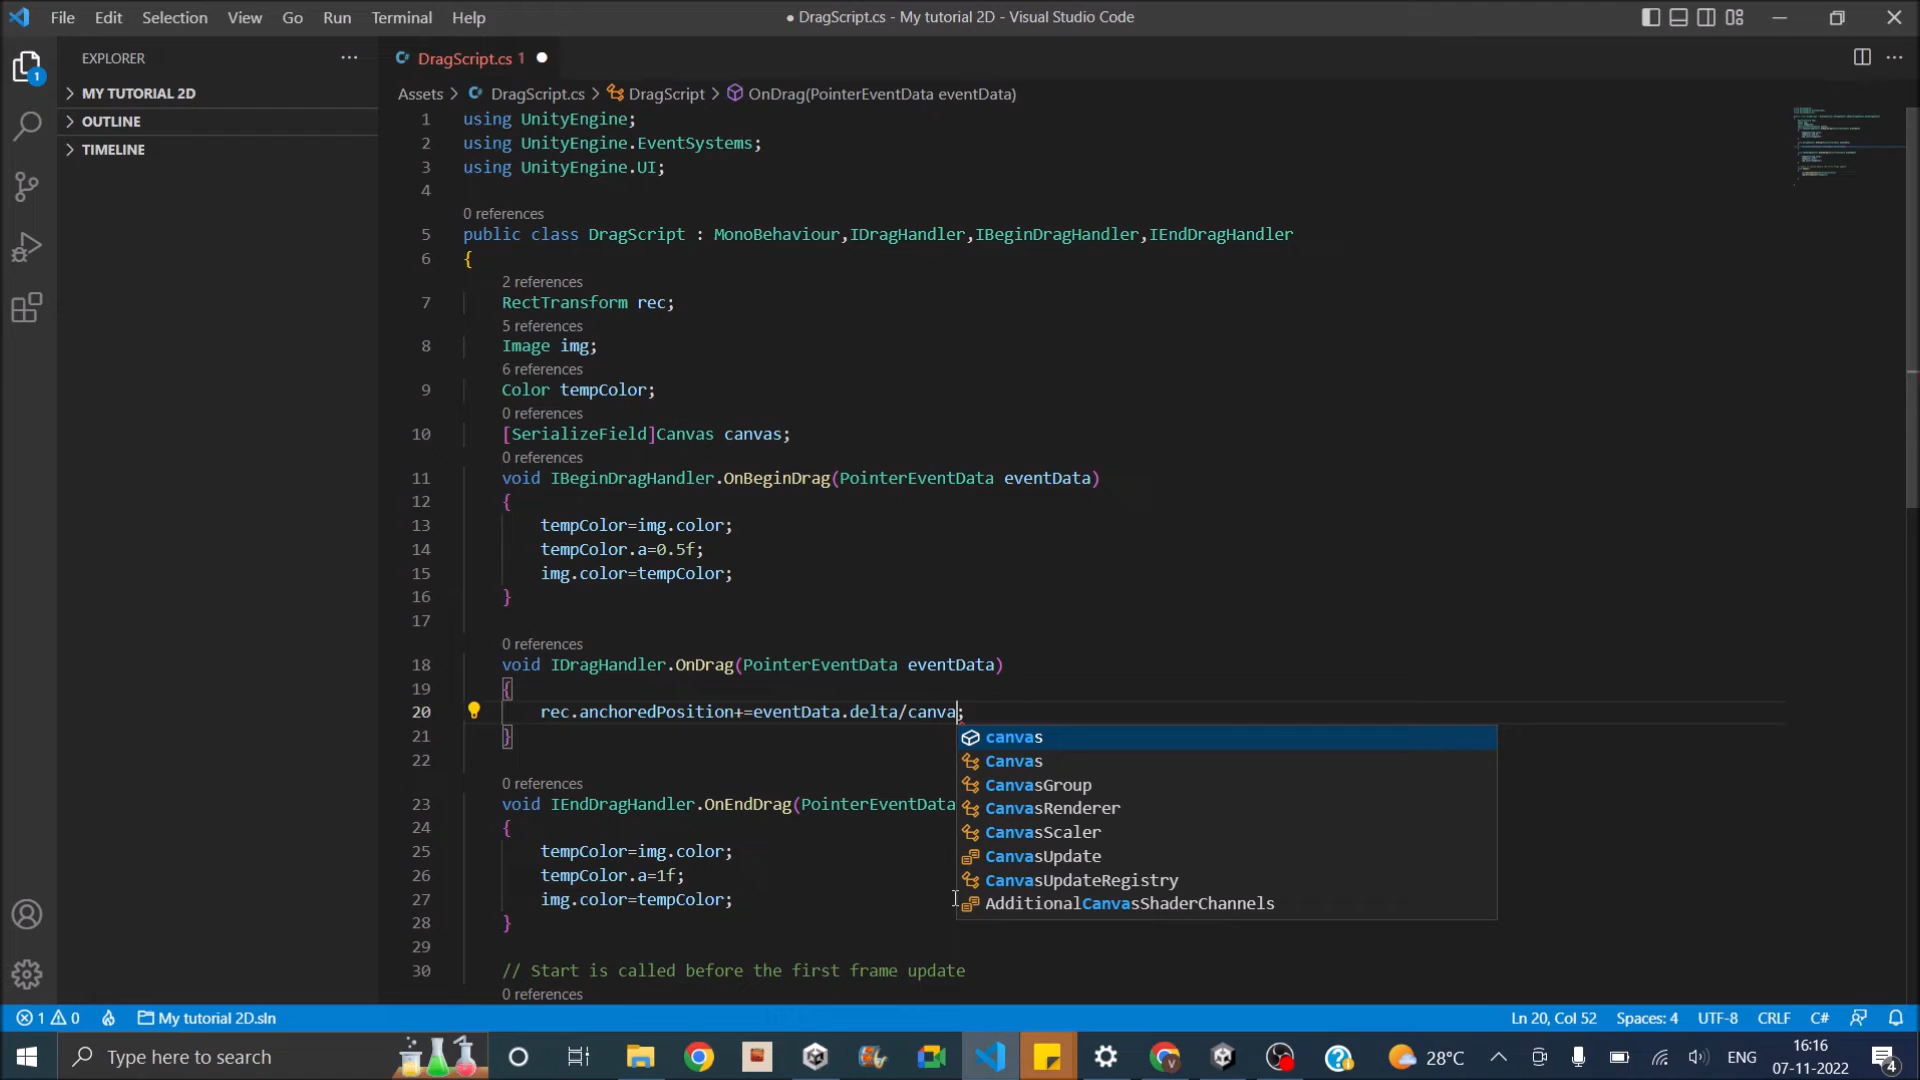 File Edit Selection View Go Run Terminal Help
● DragScript.cs - My tutorial 2D - Visual Studio Code
EXPLORER
DragScript.cs 1
Assets > DragScript.cs > DragScript > OnDrag(PointerEventData eventData)
1
MY TUTORIAL 2D
OUTLINE
TIMELINE
1 using UnityEngine;
2 using UnityEngine.EventSystems;
3 using UnityEngine.UI;
4
0 references
5 public class DragScript : MonoBehaviour,IDragHandler,IBeginDragHandler,IEndDragHandler
6 {
2 references
7 RectTransform rec;
5 references
8 Image img;
6 references
9 Color tempColor;
0 references
10 [SerializeField]Canvas canvas;
0 references
11 void IBeginDragHandler.OnBeginDrag(PointerEventData eventData)
12 {
13 tempColor=img.color;
14 tempColor.a=0.5f;
15 img.color=tempColor;
16 }
17
0 references
18 void IDragHandler.OnDrag(PointerEventData eventData)
19 {
20 rec.anchoredPosition+=eventData.delta/canva;
21 }
22
0 references
23 void IEndDragHandler.OnEndDrag(PointerEventData
24 {
25 tempColor=img.color;
26 tempColor.a=1f;
27 img.color=tempColor;
28 }
29
30 // Start is called before the first frame update
0 references
canvas
Canvas
CanvasGroup
CanvasRenderer
CanvasScaler
CanvasUpdate
CanvasUpdateRegistry
AdditionalCanvasShaderChannels
1 0 My tutorial 2D.sln
Ln 20, Col 52 Spaces: 4 UTF-8 CRLF C#
Type here to search
28°C
ENG
16:16
07-11-2022
4